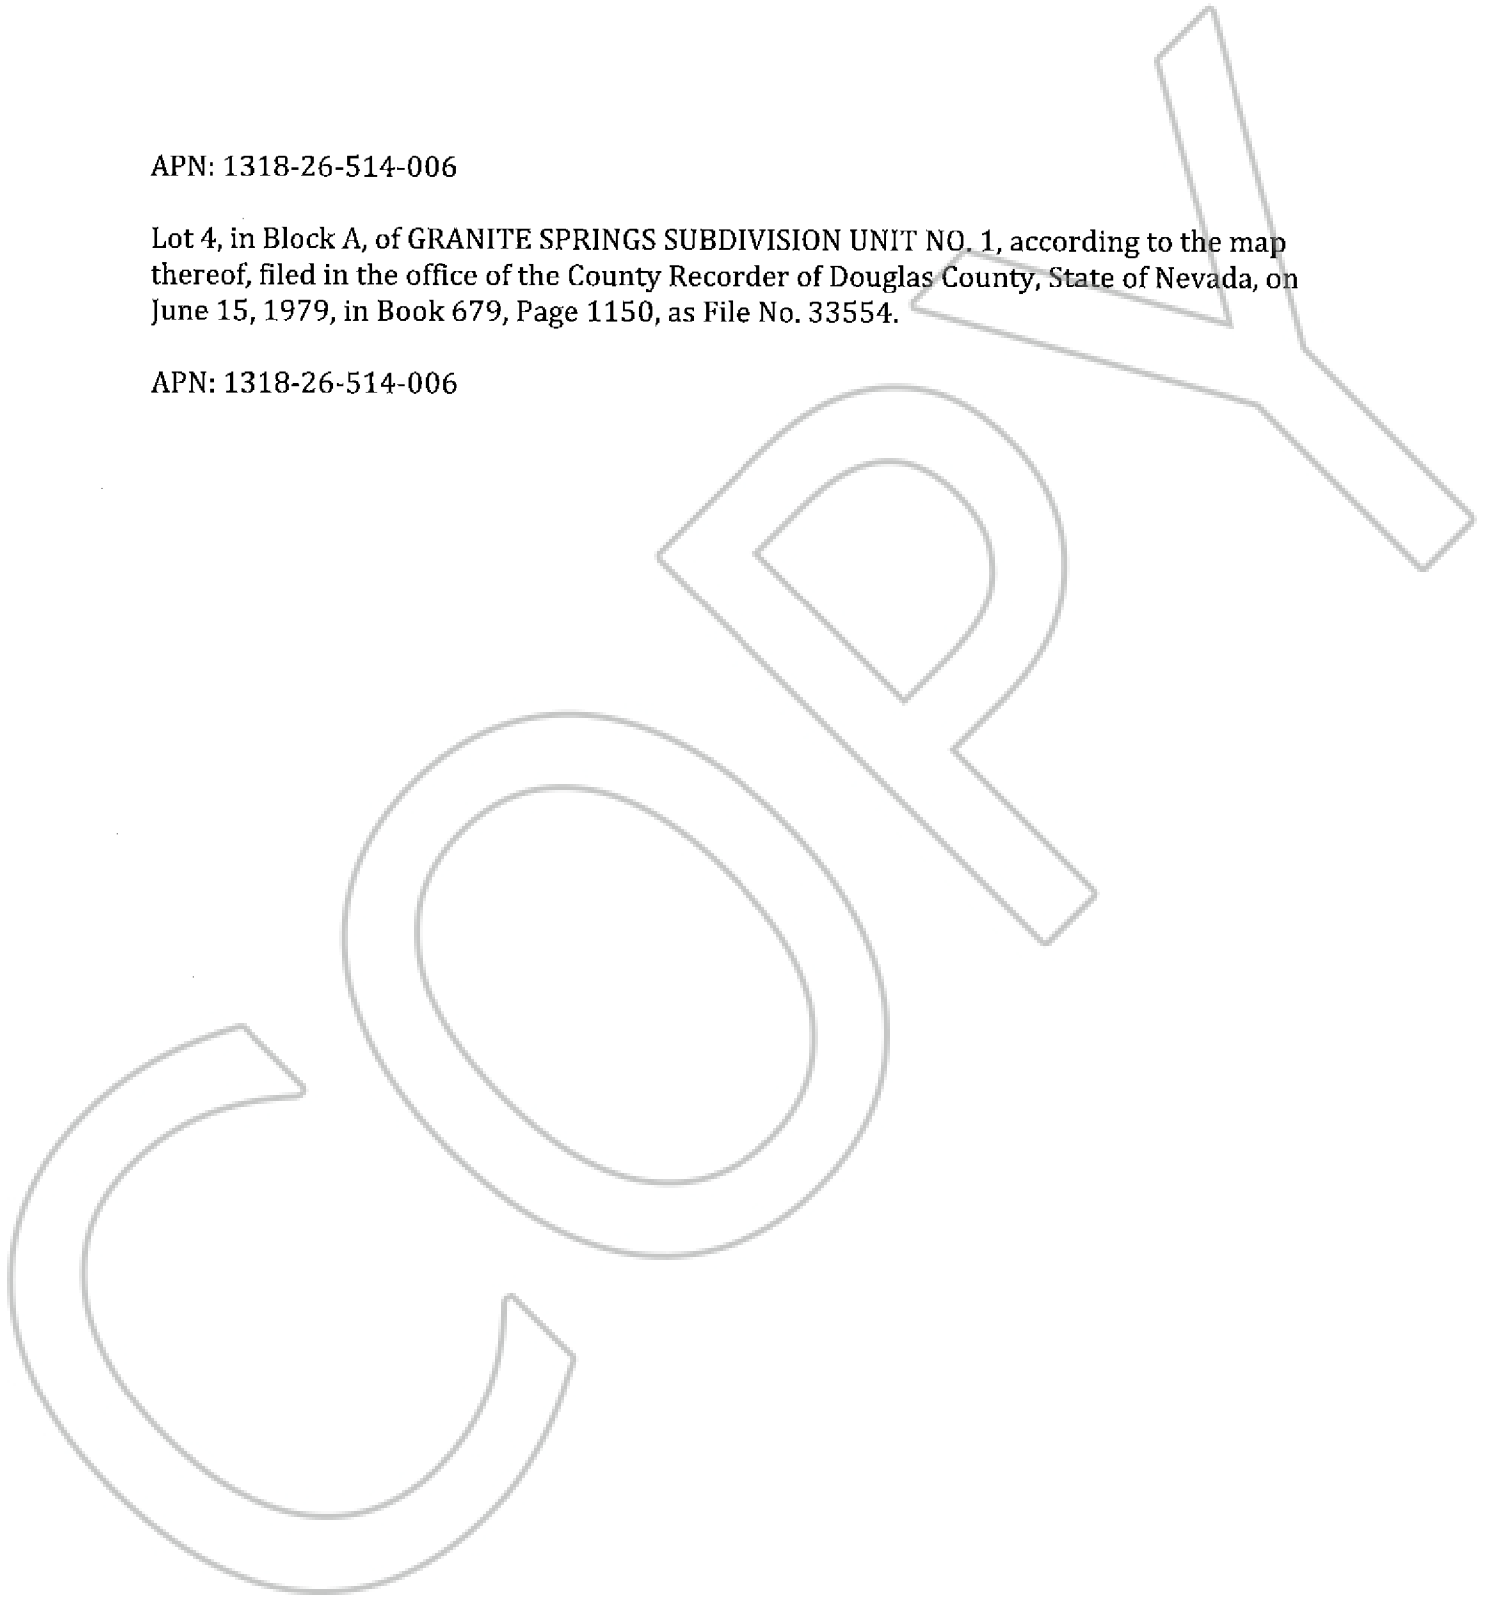 APN: 1318-26-514-006
Lot 4, in Block A, of GRANITE SPRINGS SUBDIVISION UNIT NO. 1, according to the map
thereof, filed in the office of the County Recorder of Douglas County, State of Nevada, on
June 15, 1979, in Book 679, Page 1150, as File No. 33554.
APN: 1318-26-514-006
COPY